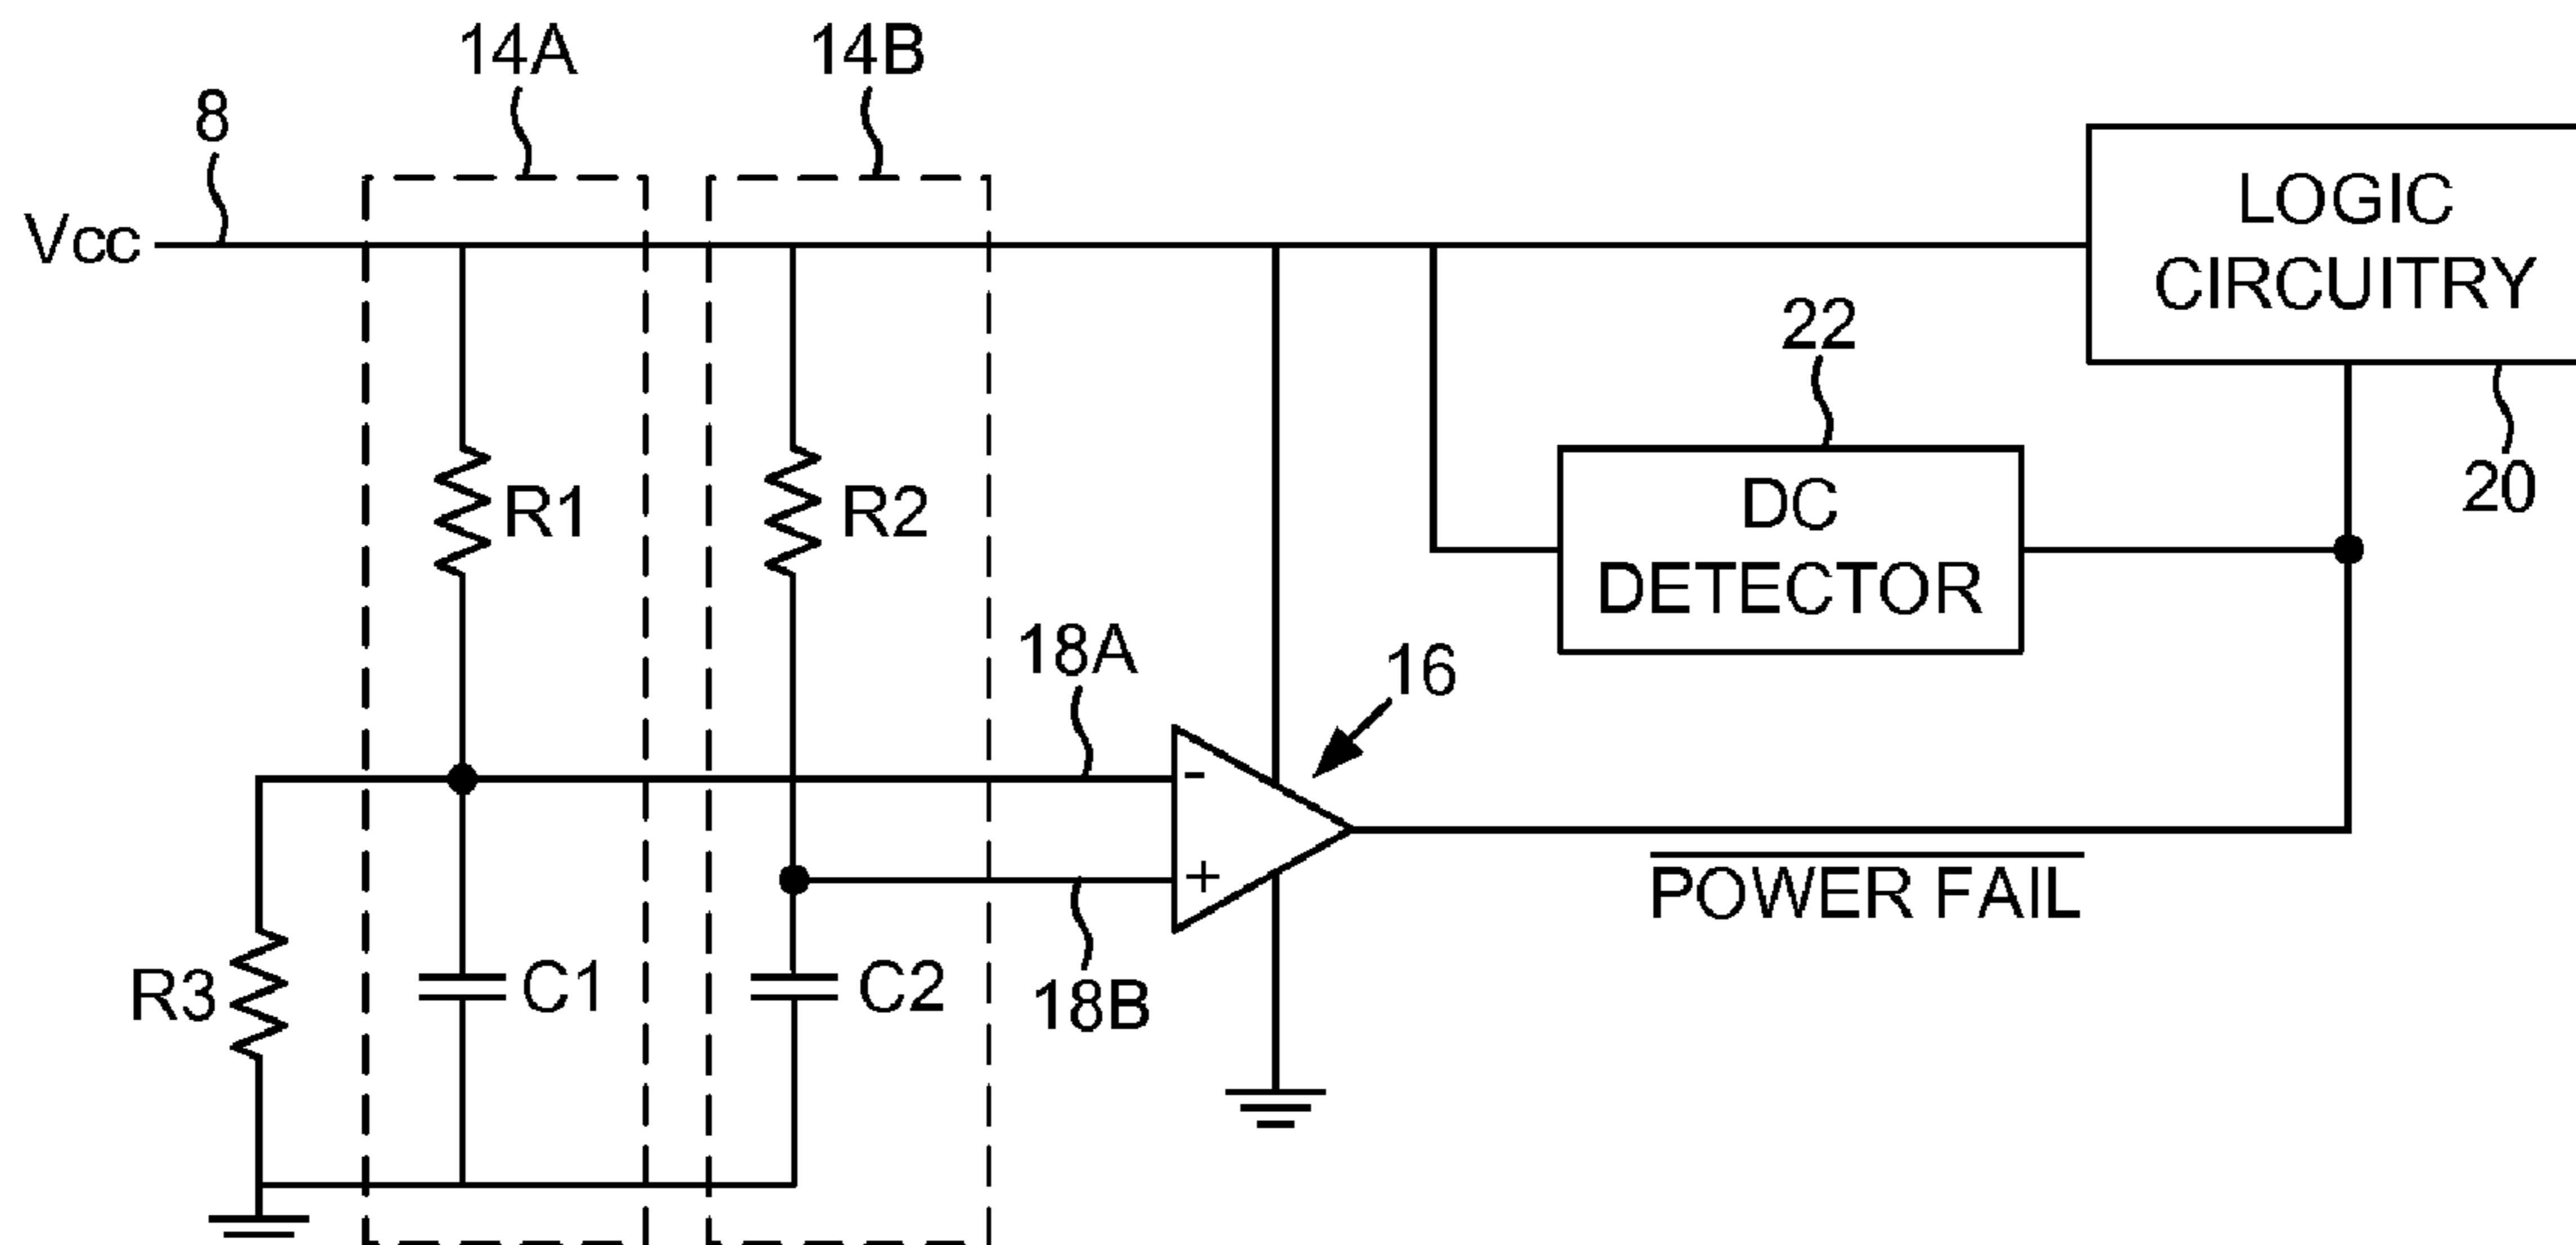 14A
14B
8
Vcc
LOGIC
CIRCUITRY
22
20
R1
R2
DC
DETECTOR
18A
16
-
+
POWER FAIL
R3
C1
C2
18B